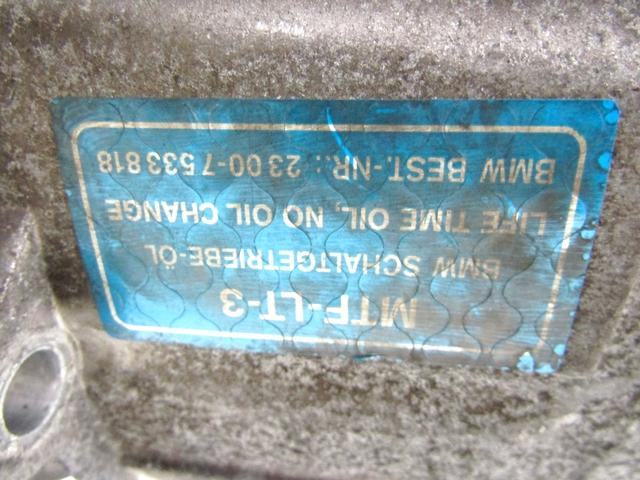 MTF-LT-3
BMW SCHALTGETRIEBE-ÖL
LIFE TIME OIL, NO OIL CHANGE
BMW BEST.-NR.: 23 00-7 533 818